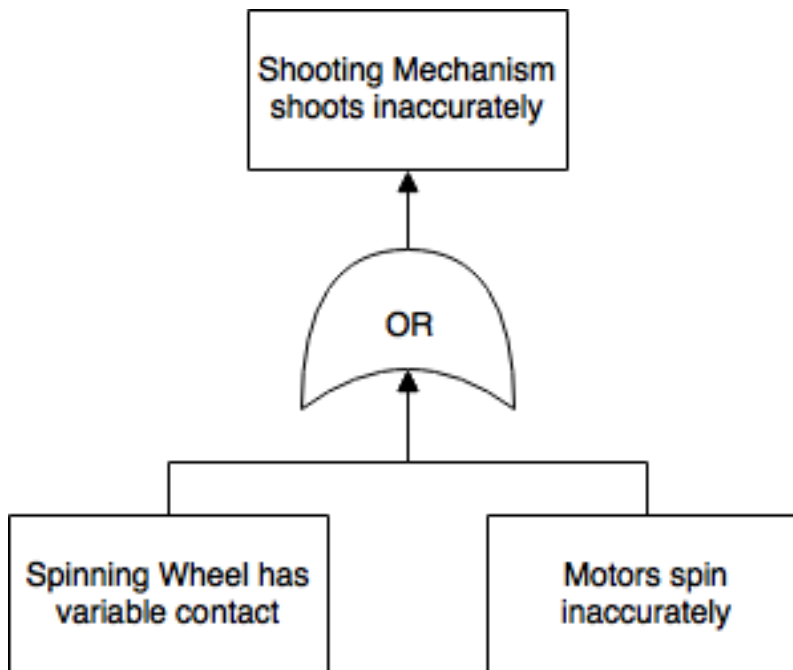 Shooting Mechanism
shoots inaccurately
OR
Spinning Wheel has
variable contact
Motors spin
inaccurately